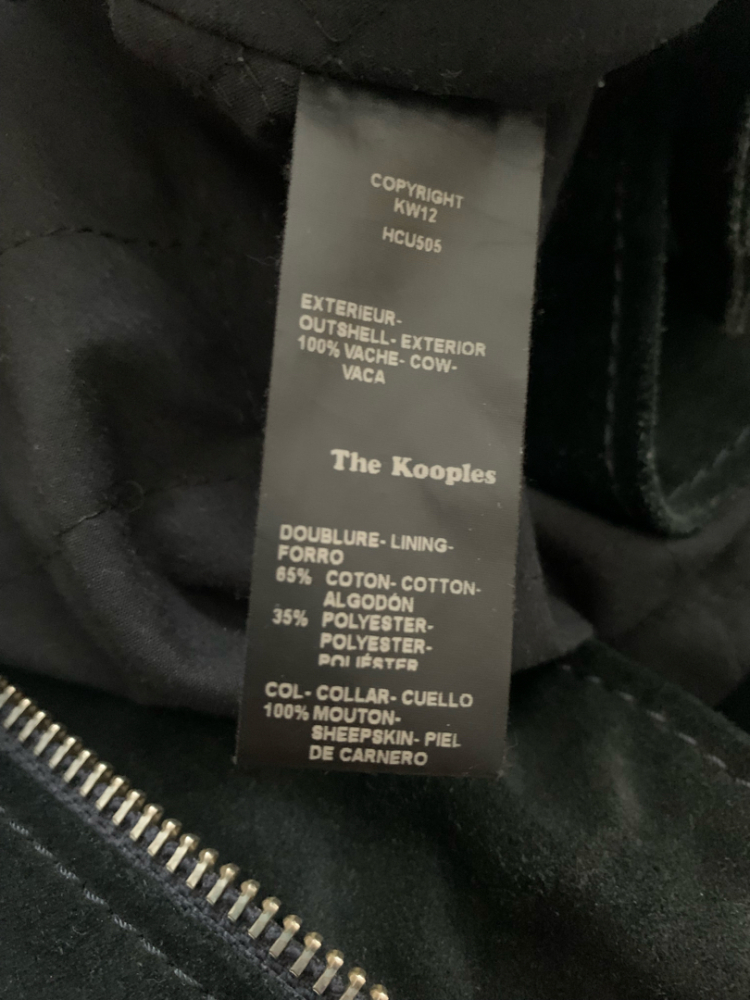 COPYRIGHT
KW12
HCU505
EXTERIEUR-
OUTSHELL- EXTERIOR
100% VACHE- COW-
VACA
The Kooples
DOUBLURE- LINING-
FORRO
65% COTON- COTTON-
ALGODÓN
35% POLYESTER-
POLYESTER-
POLIÉSTER
COL- COLLAR- CUELLO
100% MOUTON-
SHEEPSKIN- PIEL
DE CARNERO